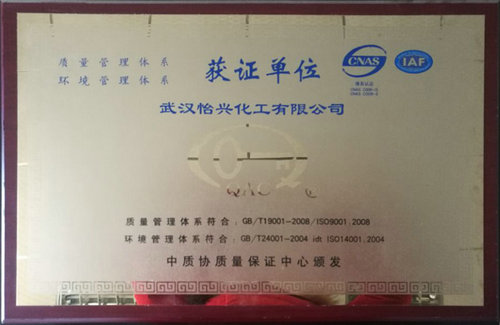 质量管理体系
环境管理体系
获证单位
CNAS
IAF
武汉怡兴化工有限公司
质量管理体系符合:GB/T19001-2008/ISO9001.2008
环境管理体系符合:GB/T24001-2004 idt ISO14001.2004
中质协质量保证中心颁发